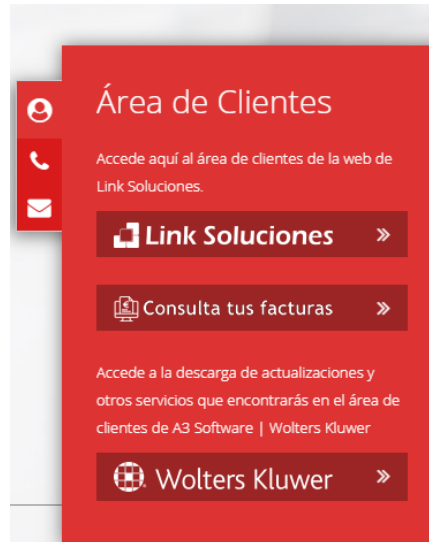 Área de Clientes
Accede aquí al área de clientes de la web de
Link Soluciones.
Link Soluciones
Consulta tus facturas
Accede a la descarga de actualizaciones y
otros servicios que encontrarás en el área de
clientes de A3 Software | Wolters Kluwer
Wolters Kluwer